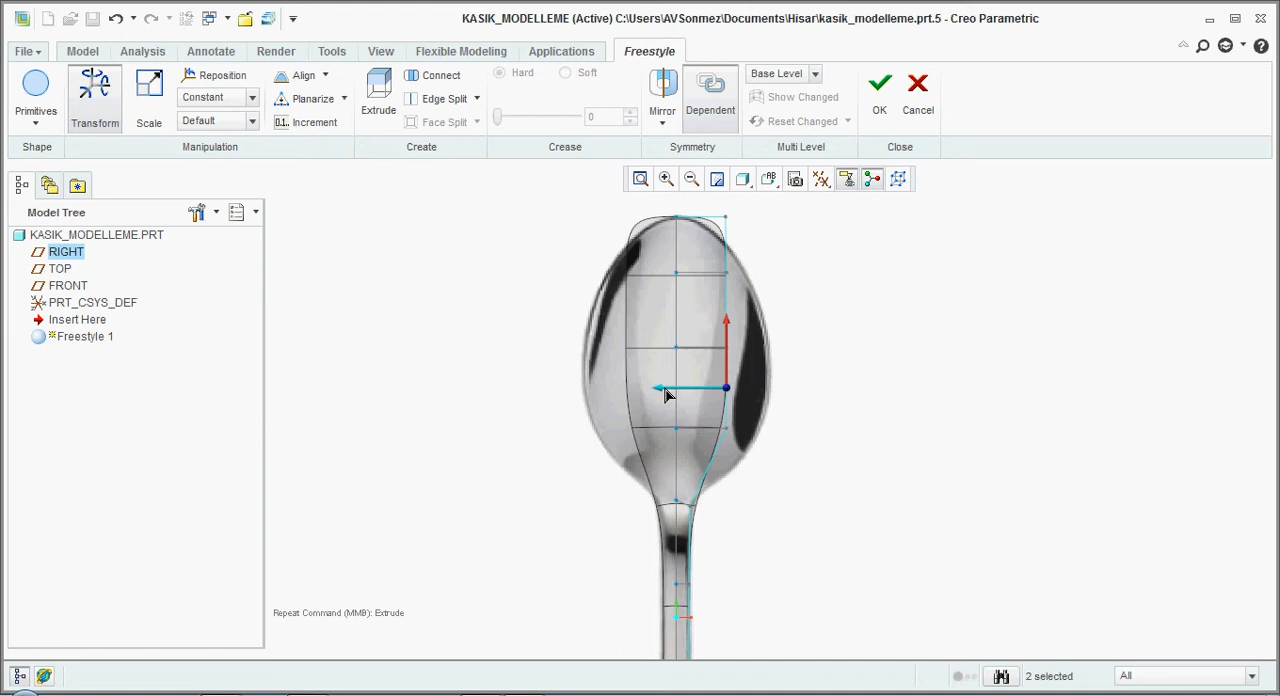 KASIK_MODELLEME (Active) C:\Users\AVSonmez\Documents\Hisar\kasik_modelleme.prt.5 - Creo Parametric
File Model Analysis Annotate Render Tools View Flexible Modeling Applications Freestyle
Primitives
Transform
Scale
Reposition
Constant
Default
Align
Planarize
0.1.. Increment
Extrude
Connect
Edge Split
Face Split
Hard Soft
0
Mirror
Dependent
Base Level
Show Changed
Reset Changed
OK
Cancel
Shape Manipulation Create Crease Symmetry Multi Level Close
Model Tree
KASIK_MODELLEME.PRT
RIGHT
TOP
FRONT
PRT_CSYS_DEF
Insert Here
Freestyle 1
Repeat Command (MMB): Extrude
2 selected
All